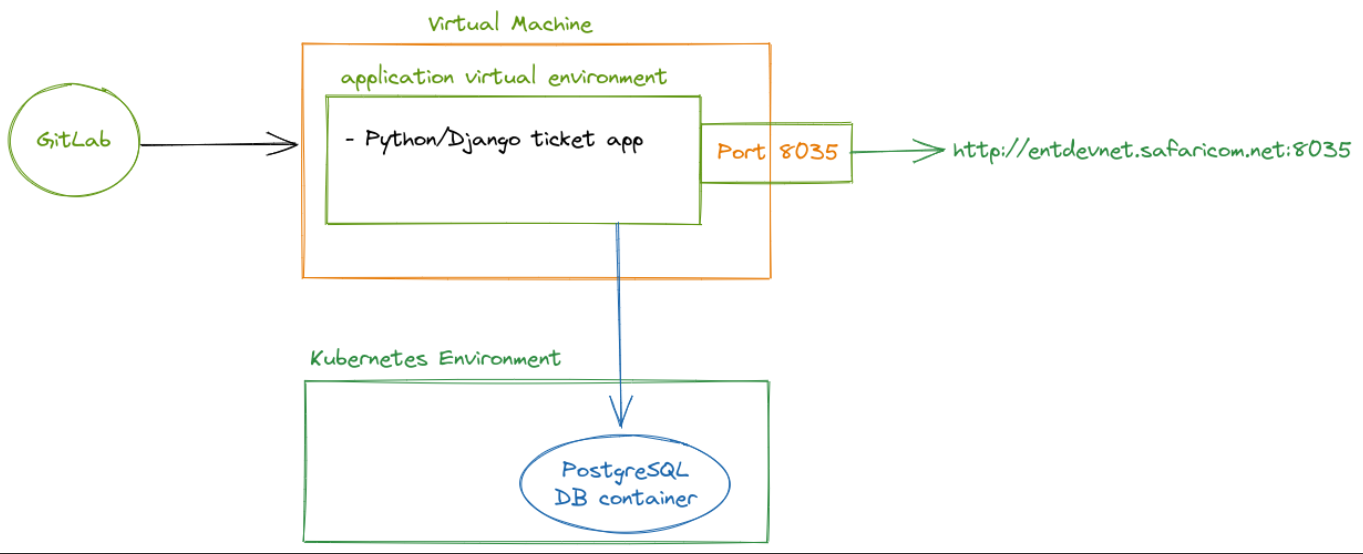 Virtual Machine
application virtual environment
GitLab
- Python/Django ticket app
Port 8035
http://entdevnet.safaricom.net:8035
Kubernetes Environment
PostgreSQL
DB container